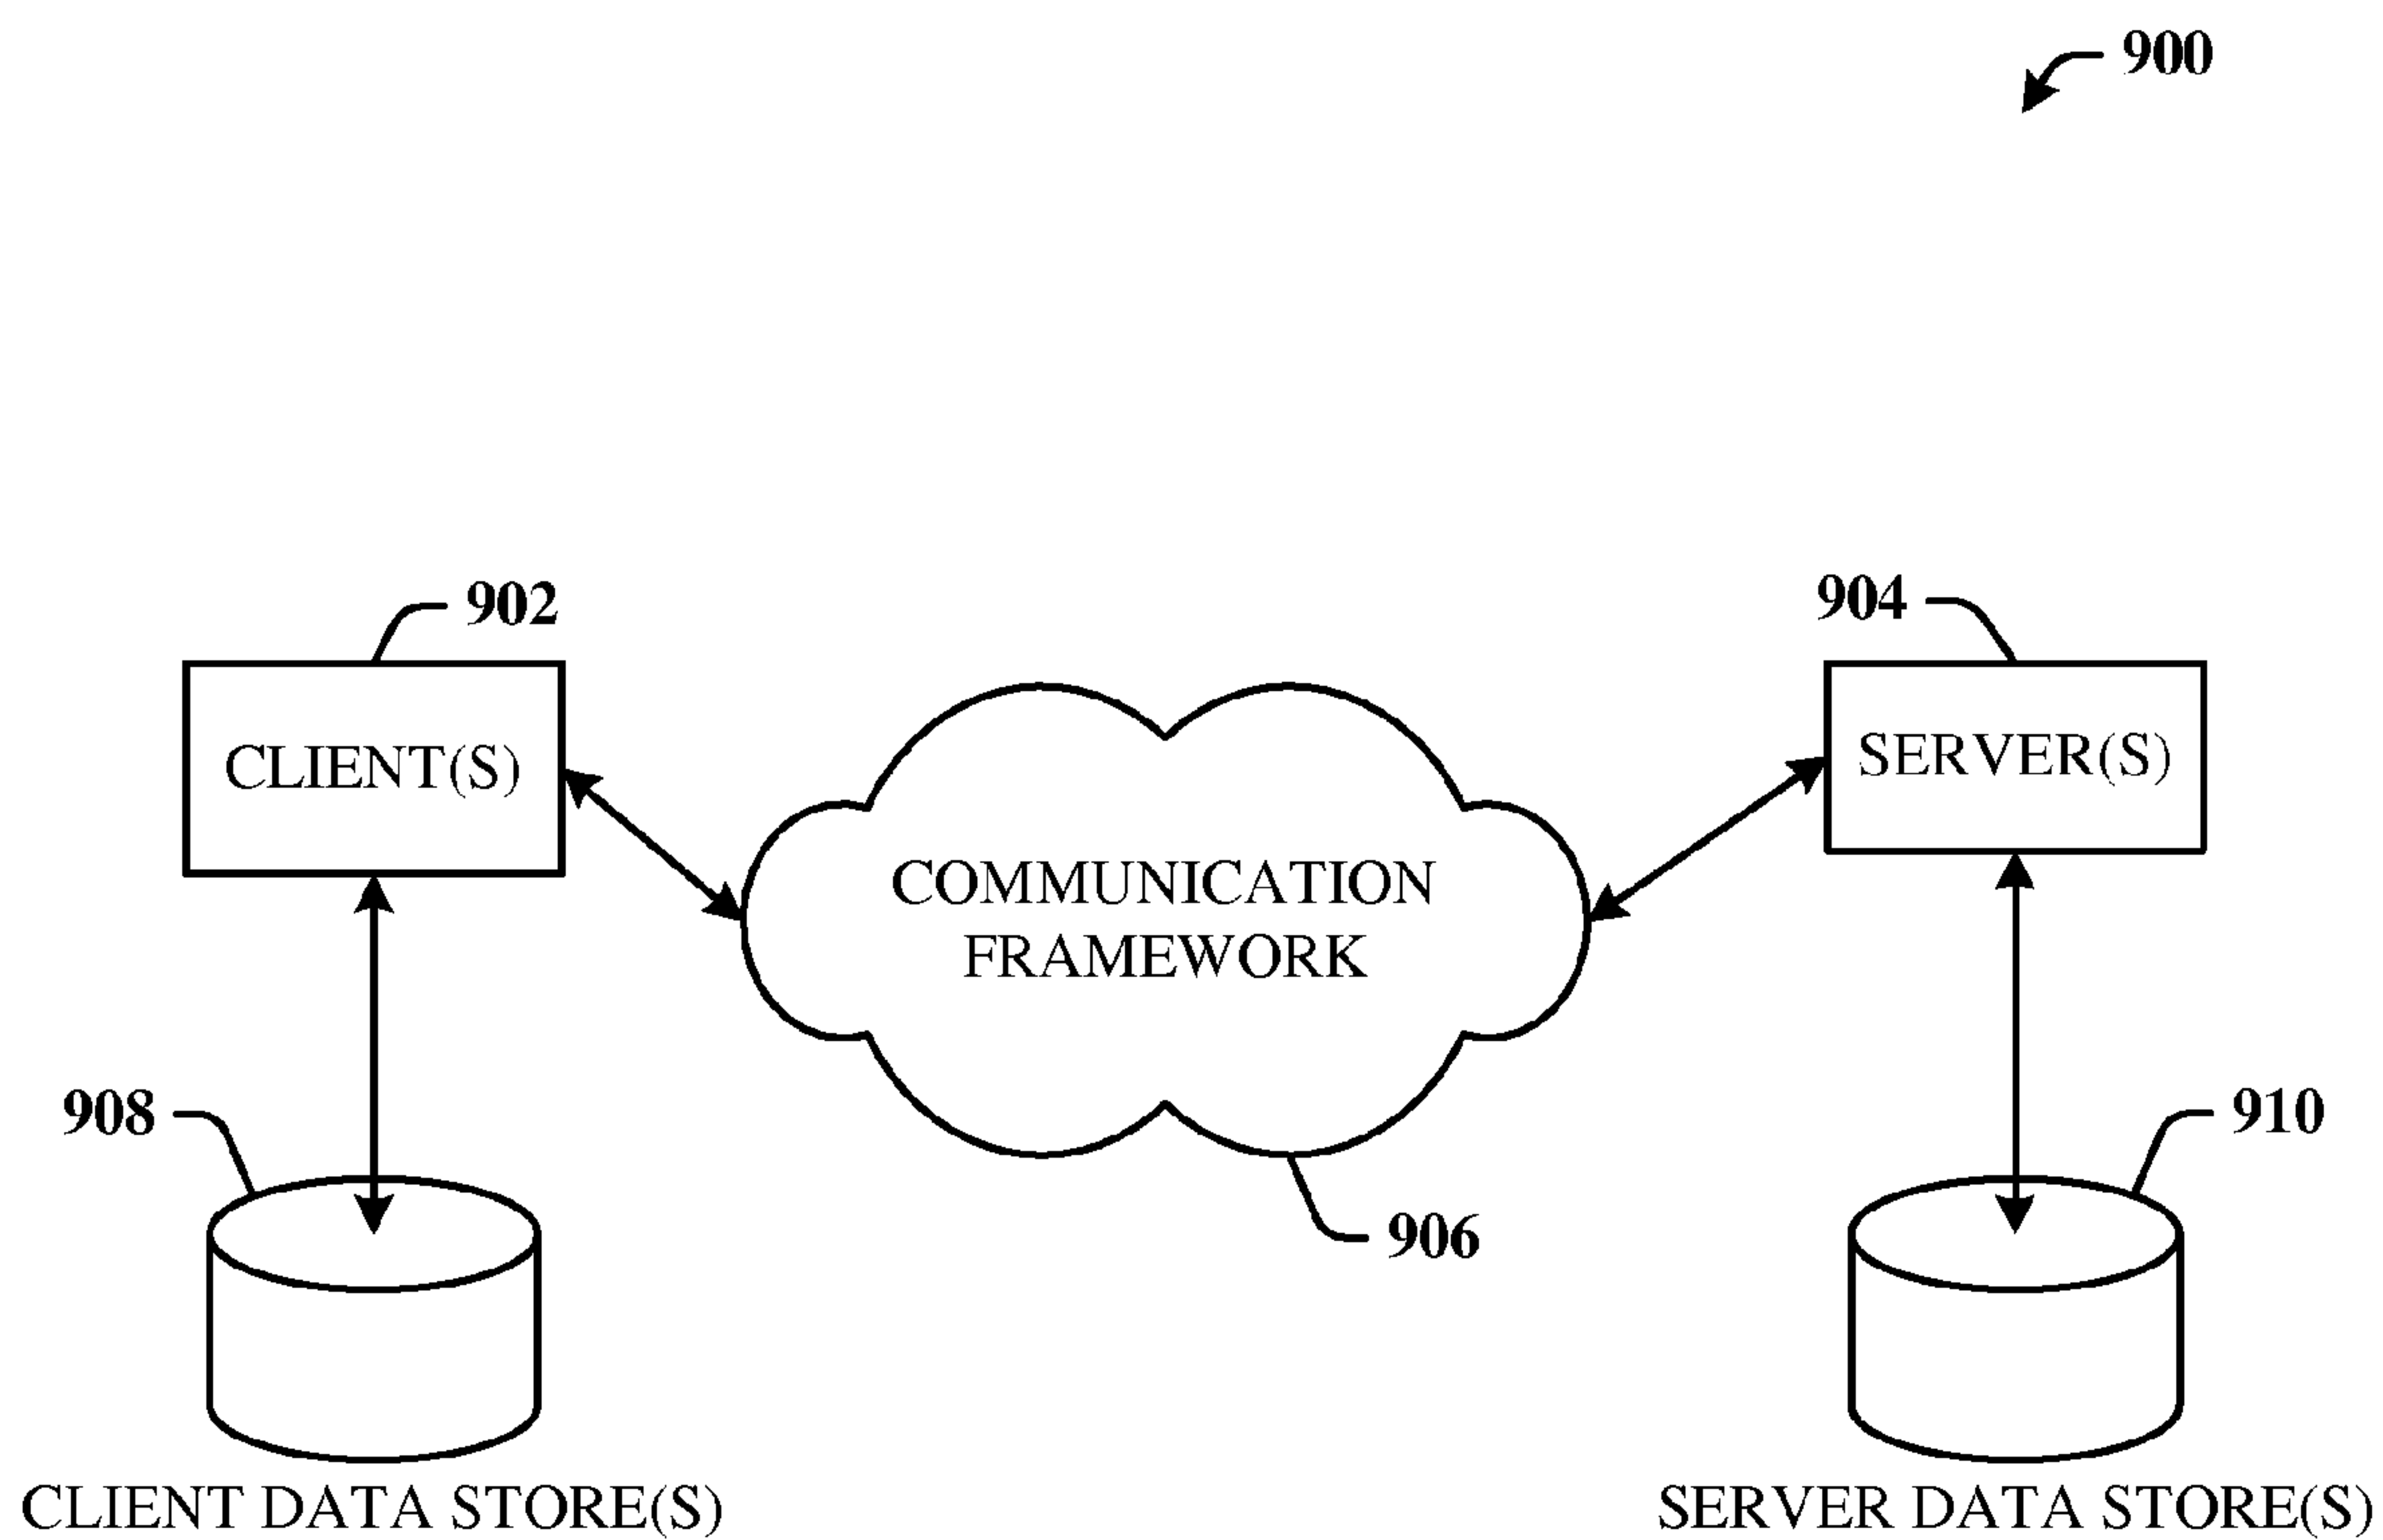 900
902
904
CLIENT(S)
SERVER(S)
COMMUNICATION
FRAMEWORK
908
910
906
CLIENT DATA STORE(S)
SERVER DATA STORE(S)